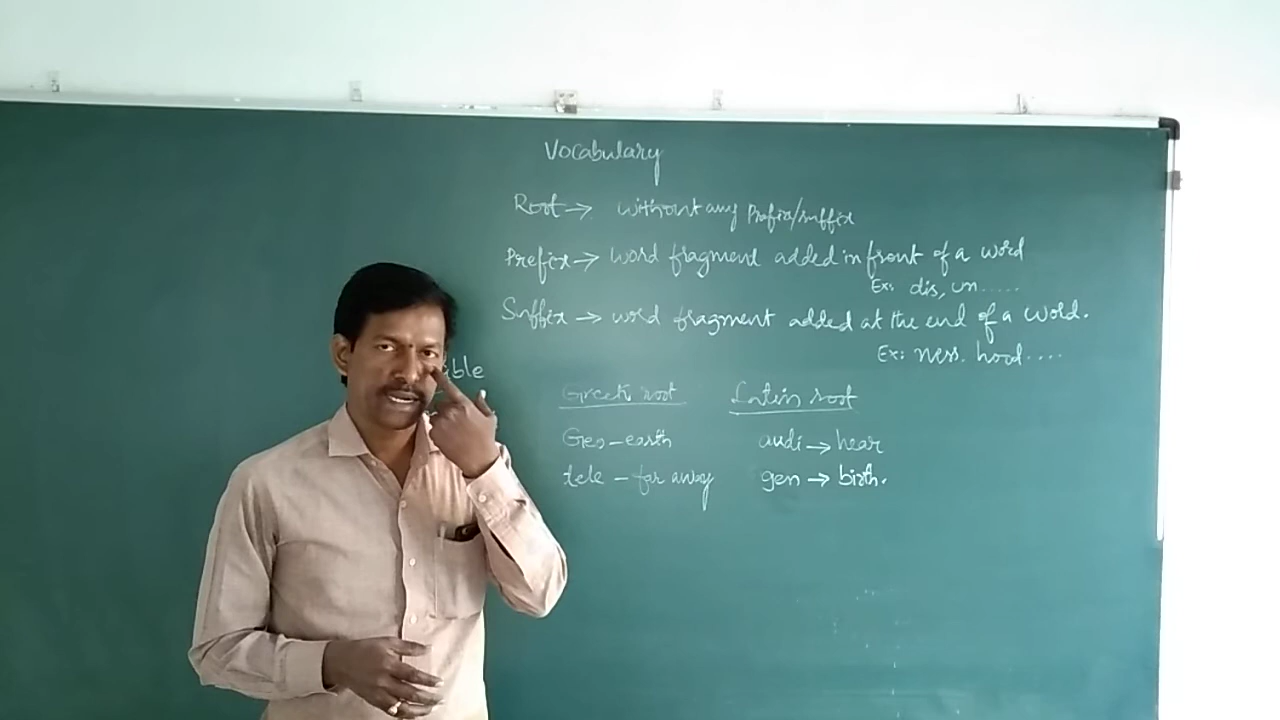 Vocabulary
Root → without any Prefix/suffix
Prefix → word fragment added in front of a word
Ex: dis, un.....
Suffix → word fragment added at the end of a word.
Ex: ness. hood....
ible
Greek root Latin root
Geo - earth audi → hear
tele - far away gen → birth.